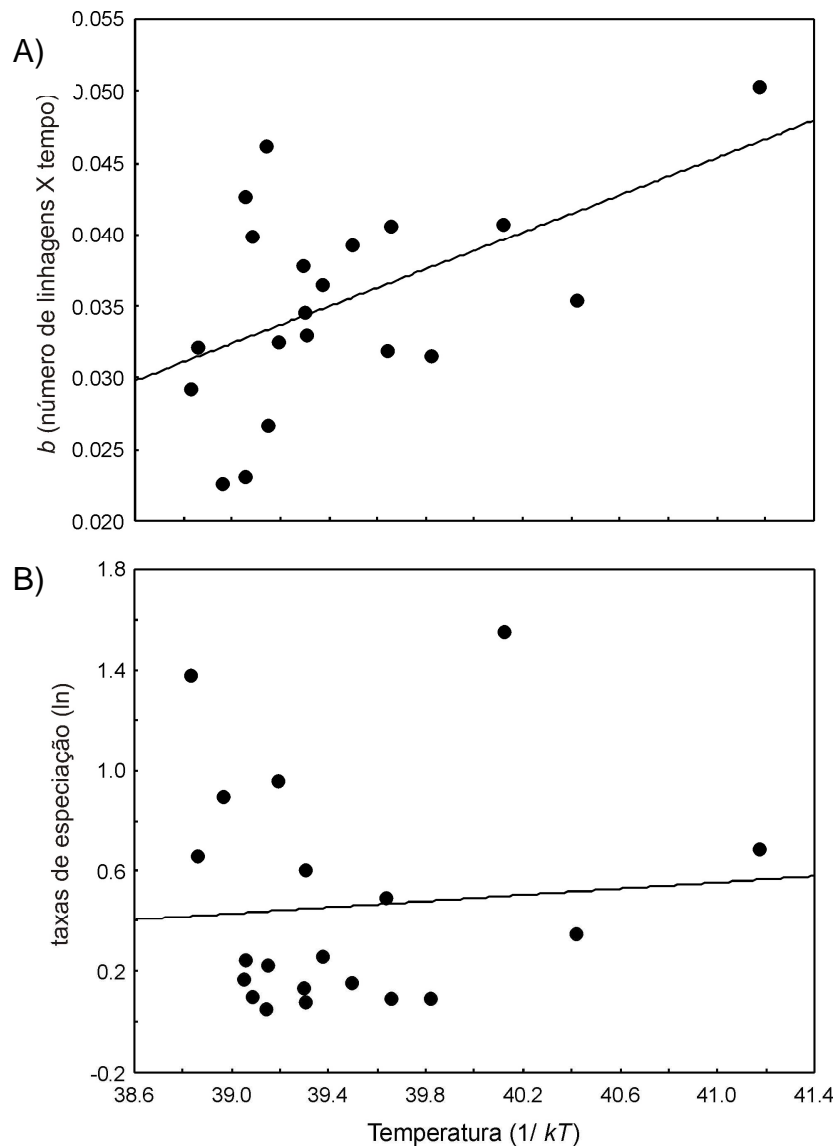 A)
0.055
0.050
0.045
0.040
0.035
0.030
0.025
0.020
b (número de linhagens X tempo)
B)
1.8
1.4
1.0
0.6
0.2
-0.2
taxas de especiação (ln)
38.6 39.0 39.4 39.8 40.2 40.6 41.0 41.4
Temperatura (1/ kT)